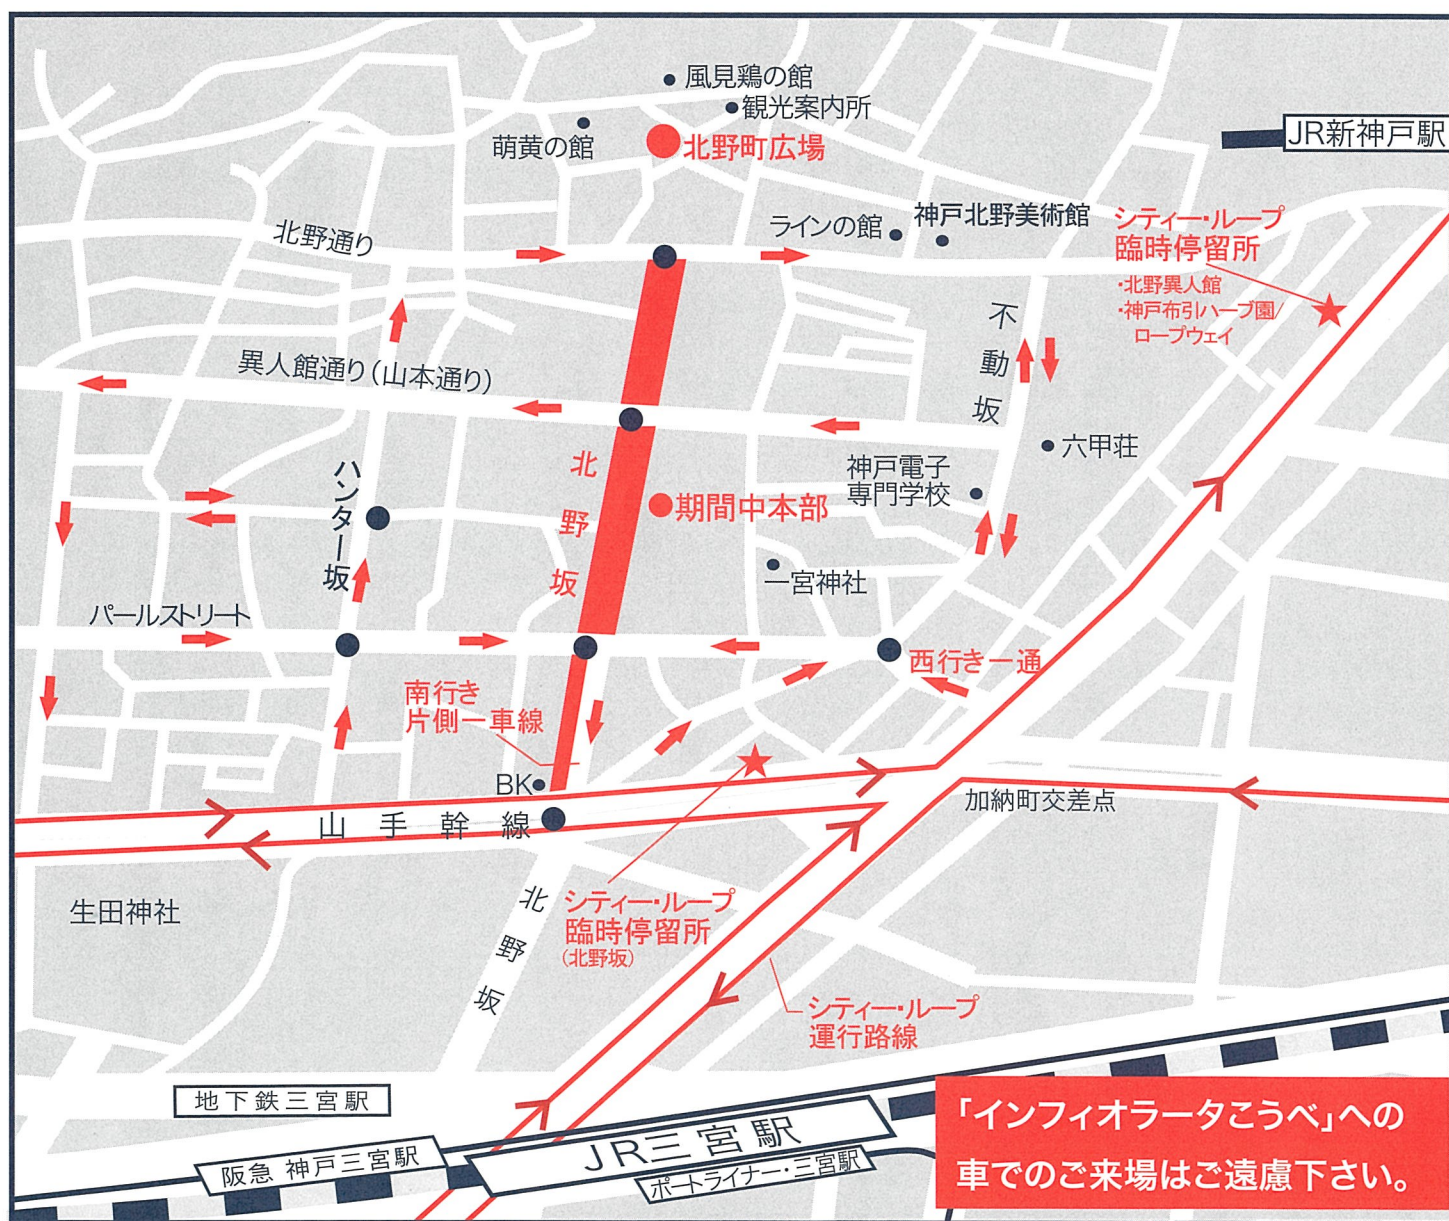 風見鶏の館
観光案内所
萌黄の館
北野町広場
JR新神戸駅
北野通り
ラインの館
神戸北野美術館
シティー・ループ
臨時停留所
・北野異人館
・神戸布引ハーブ園/
ロープウェイ
不動坂
異人館通り(山本通り)
六甲荘
ハンター坂
北野坂
神戸電子
専門学校
期間中本部
一宮神社
パールストリート
西行き一通
南行き
片側一車線
BK
山手幹線
加納町交差点
生田神社
北野坂
シティー・ループ
臨時停留所
(北野坂)
シティー・ループ
運行路線
地下鉄三宮駅
阪急 神戸三宮駅
JR三宮駅
ポートライナー・三宮駅
「インフィオラータこうべ」への
車でのご来場はご遠慮下さい。